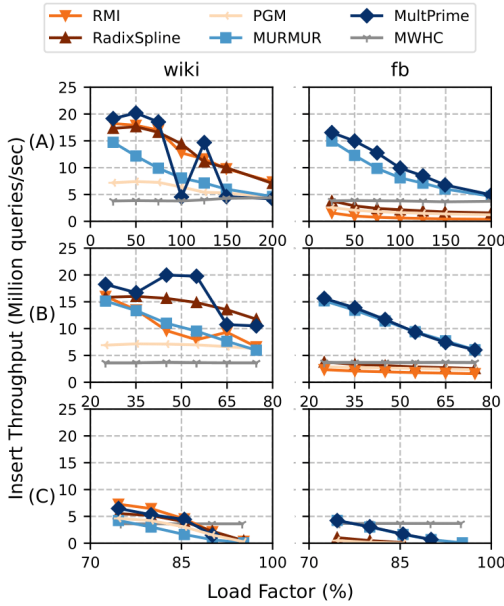 RMI PGM MultPrime
RadixSpline MURMUR MWHC
wiki fb
Insert Throughput (Million queries/sec)
(A)
25
20
15
10
5
0
0 50 100 150 200
0 50 100 150 200
(B)
25
20
15
10
5
0
20 35 50 65 80
20 35 50 65 80
(C)
25
20
15
10
5
0
70 85 100
70 85 100
Load Factor (%)